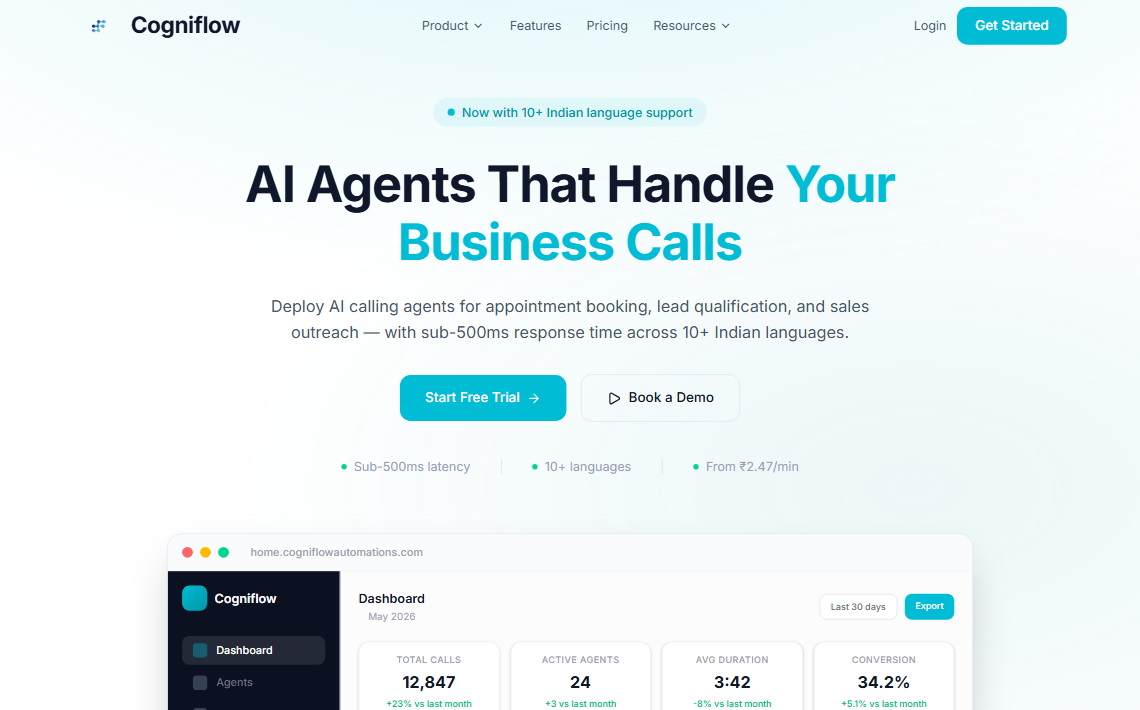 Cogniflow
Product
Features
Pricing
Resources
Login
Get Started
Now with 10+ Indian language support
AI Agents That Handle Your
Business Calls
Deploy AI calling agents for appointment booking, lead qualification, and sales
outreach — with sub-500ms response time across 10+ Indian languages.
Start Free Trial →
Book a Demo
Sub-500ms latency
10+ languages
From ₹2.47/min
home.cogniflowautomations.com
Cogniflow
Dashboard
Agents
Dashboard
May 2026
Last 30 days
Export
TOTAL CALLS
12,847
+23% vs last month
ACTIVE AGENTS
24
+3 vs last month
AVG DURATION
3:42
-8% vs last month
CONVERSION
34.2%
+5.1% vs last month